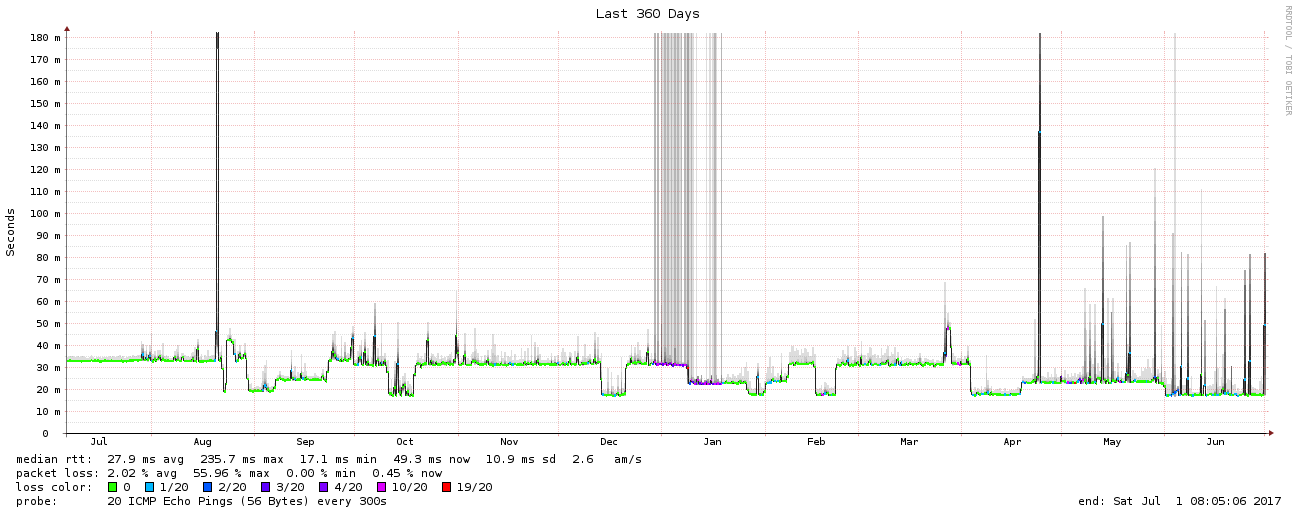 Last 360 Days
RRDTOOL / TOBI OETIKER
Seconds
180 m
170 m
160 m
150 m
140 m
130 m
120 m
110 m
100 m
90 m
80 m
70 m
60 m
50 m
40 m
30 m
20 m
10 m
0
Jul Aug Sep Oct Nov Dec Jan Feb Mar Apr May Jun
median rtt: 27.9 ms avg 235.7 ms max 17.1 ms min 49.3 ms now 10.9 ms sd 2.6 am/s
packet loss: 2.02 % avg 55.96 % max 0.00 % min 0.45 % now
loss color: 0 1/20 2/20 3/20 4/20 10/20 19/20
probe: 20 ICMP Echo Pings (56 Bytes) every 300s end: Sat Jul 1 08:05:06 2017